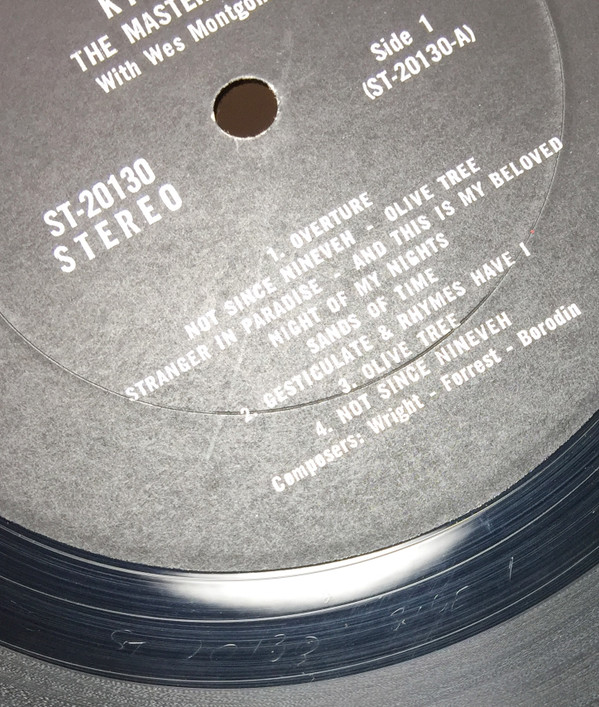 THE MASTER
With Wes Montgom
Side 1
(ST-20130-A)
ST-20130
STEREO
1. OVERTURE
NOT SINCE NINEVEH - OLIVE TREE
STRANGER IN PARADISE - AND THIS IS MY BELOVED
NIGHT OF MY NIGHTS
SANDS OF TIME
2. GESTICULATE & RHYMES HAVE I
3. OLIVE TREE
4. NOT SINCE NINEVEH
Composers: Wright - Forrest - Borodin